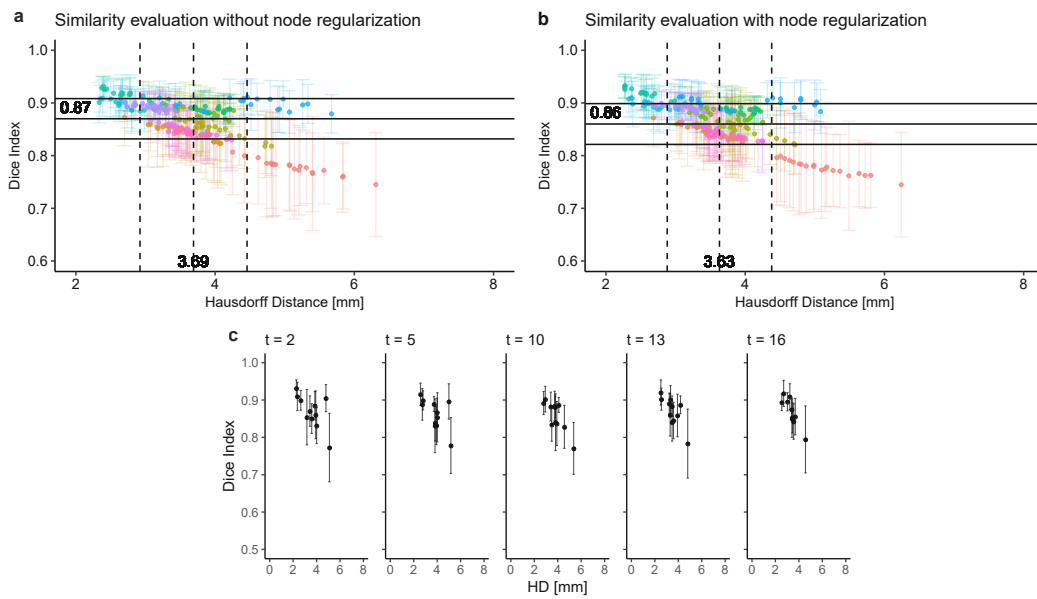 a
Similarity evaluation without node regularization
1.0
0.9
0.8
0.7
0.6
Dice Index
0.87
3.69
2
4
6
8
Hausdorff Distance [mm]
b
Similarity evaluation with node regularization
1.0
0.9
0.8
0.7
0.6
Dice Index
0.86
3.63
2
4
6
8
Hausdorff Distance [mm]
c
t = 2
t = 5
t = 10
t = 13
t = 16
1.0
0.9
0.8
0.7
0.6
0.5
Dice Index
0 2 4 6 8
0 2 4 6 8
0 2 4 6 8
0 2 4 6 8
0 2 4 6 8
HD [mm]